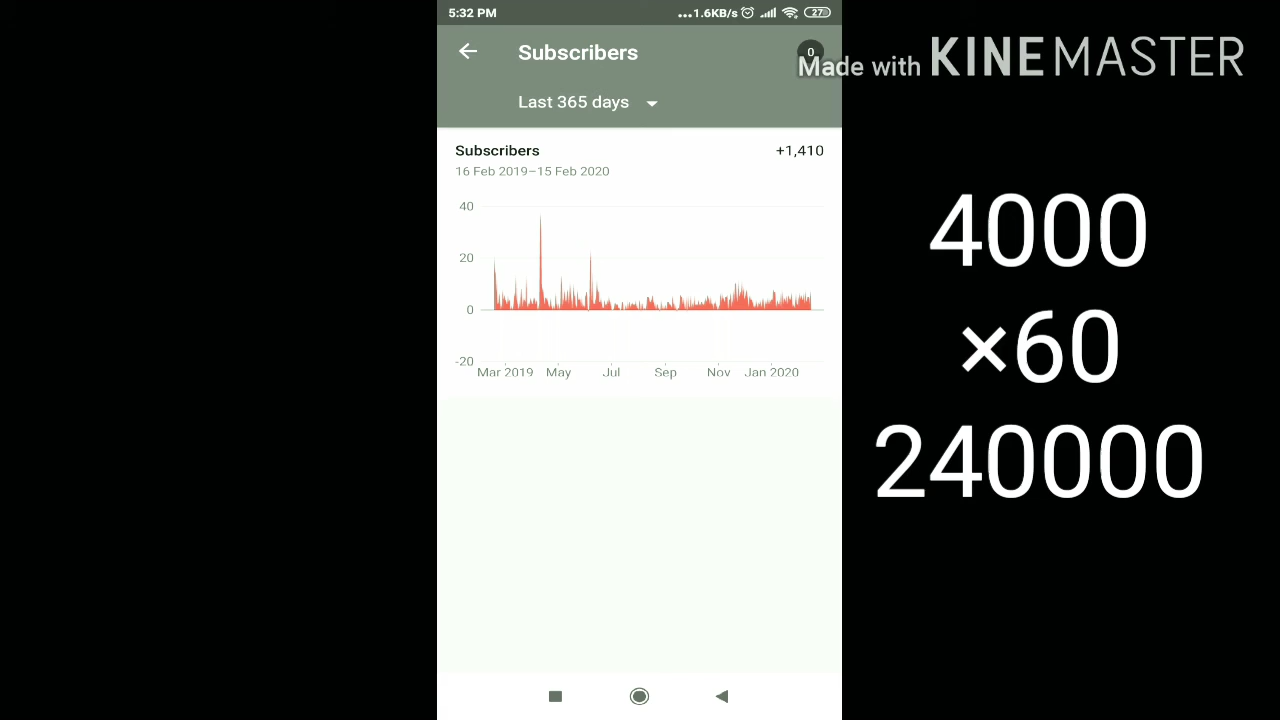 5:32 PM
...1.6KB/s
27
Subscribers
0
Made with KINEMASTER
Last 365 days
Subscribers
+1,410
16 Feb 2019–15 Feb 2020
40
20
0
-20
Mar 2019 May Jul Sep Nov Jan 2020
4000
×60
240000